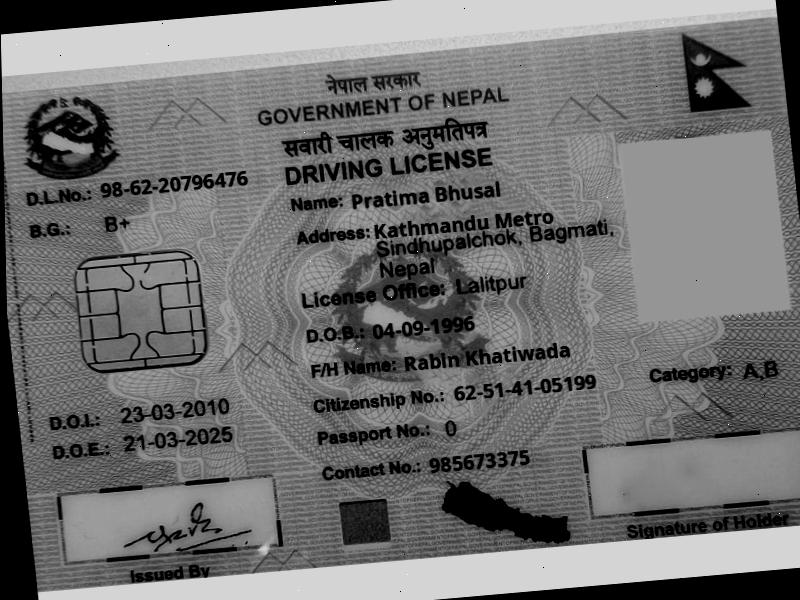 नेपाल सरकार
GOVERNMENT OF NEPAL
सवारी चालक अनुमतिपत्र
DRIVING LICENSE
D.L.No.: 98-62-20796476
B.G.: B+
Name: Pratima Bhusal
Address: Kathmandu Metro
Sindhupalchok, Bagmati,
Nepal
License Office: Lalitpur
D.O.B.: 04-09-1996
F/H Name: Rabin Khatiwada
Citizenship No.: 62-51-41-05199
Category: A,B
Passport No.: 0
Contact No.: 985673375
D.O.I.: 23-03-2010
D.O.E.: 21-03-2025
Issued By
Signature of Holder